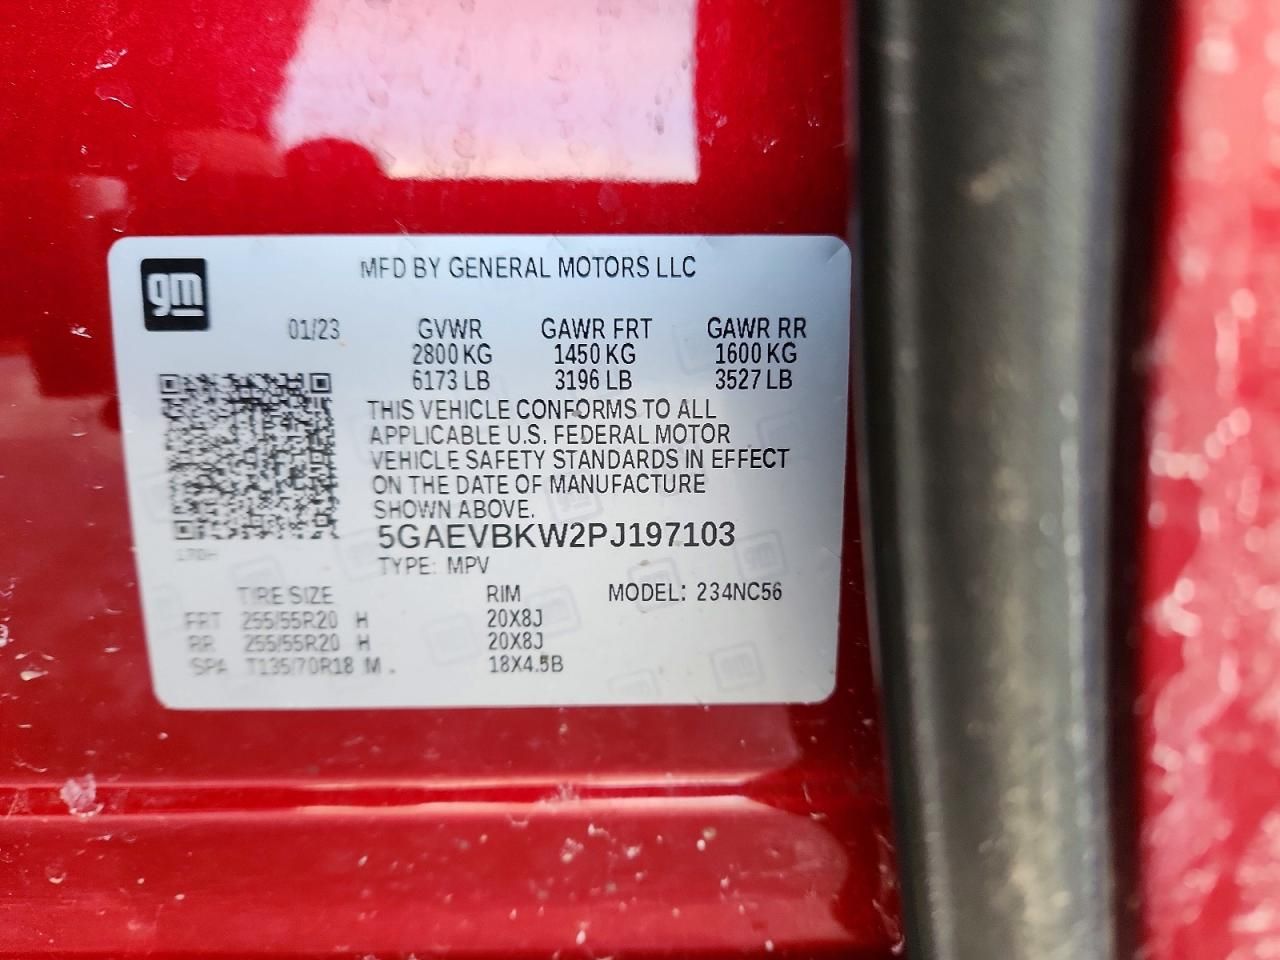 gm
MFD BY GENERAL MOTORS LLC
01/23 GVWR GAWR FRT GAWR RR
2800 KG 1450 KG 1600 KG
6173 LB 3196 LB 3527 LB
THIS VEHICLE CONFORMS TO ALL
APPLICABLE U.S. FEDERAL MOTOR
VEHICLE SAFETY STANDARDS IN EFFECT
ON THE DATE OF MANUFACTURE
SHOWN ABOVE.
5GAEVBKW2PJ197103
TYPE: MPV
TIRE SIZE RIM MODEL: 234NC56
FRT 255/55R20 H 20X8J
RR 255/55R20 H 20X8J
SPA T135/70R18 M 18X4.5B